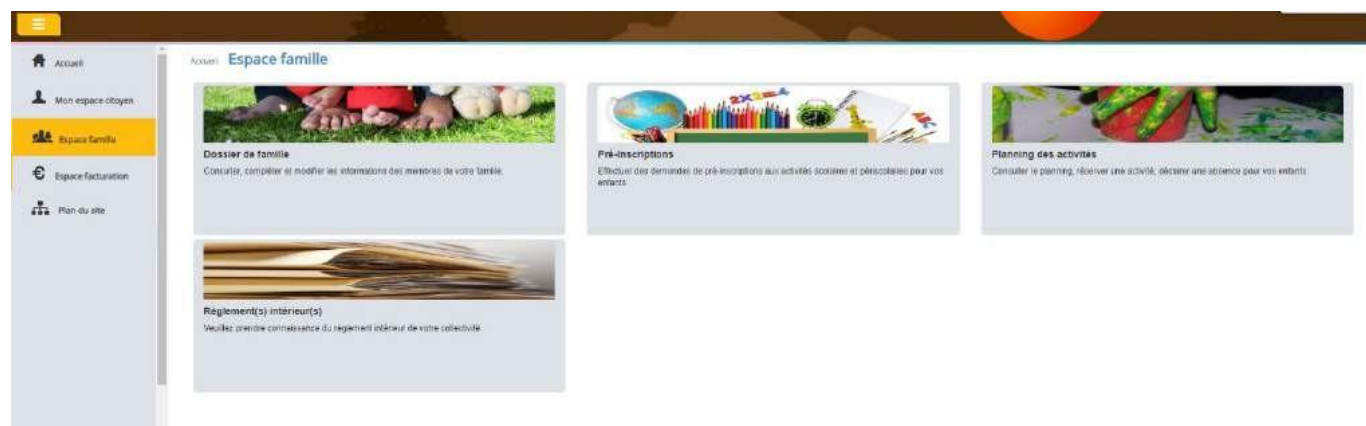 Accueil
Mon espace citoyen
Espace famille
Espace facturation
Plan du site
Accueil Espace famille
Dossier de famille
Consulter, compléter et modifier les informations des membres de votre famille.
2X2=4
ABC
Pré-inscriptions
Effectuer des demandes de pré-inscriptions aux activités scolaires et périscolaires pour vos
enfants
Planning des activités
Consulter le planning, réserver une activité, déclarer une absence pour vos enfants
Règlement(s) intérieur(s)
Veuillez prendre connaissance du règlement intérieur de votre collectivité.